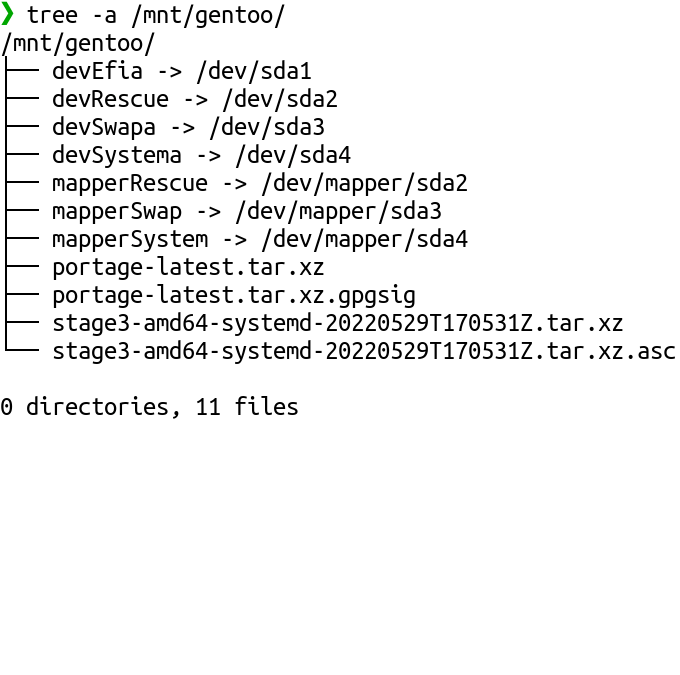 ❯ tree -a /mnt/gentoo/
/mnt/gentoo/
├── devEfia -> /dev/sda1
├── devRescue -> /dev/sda2
├── devSwapa -> /dev/sda3
├── devSystema -> /dev/sda4
├── mapperRescue -> /dev/mapper/sda2
├── mapperSwap -> /dev/mapper/sda3
├── mapperSystem -> /dev/mapper/sda4
├── portage-latest.tar.xz
├── portage-latest.tar.xz.gpgsig
├── stage3-amd64-systemd-20220529T170531Z.tar.xz
└── stage3-amd64-systemd-20220529T170531Z.tar.xz.asc

0 directories, 11 files